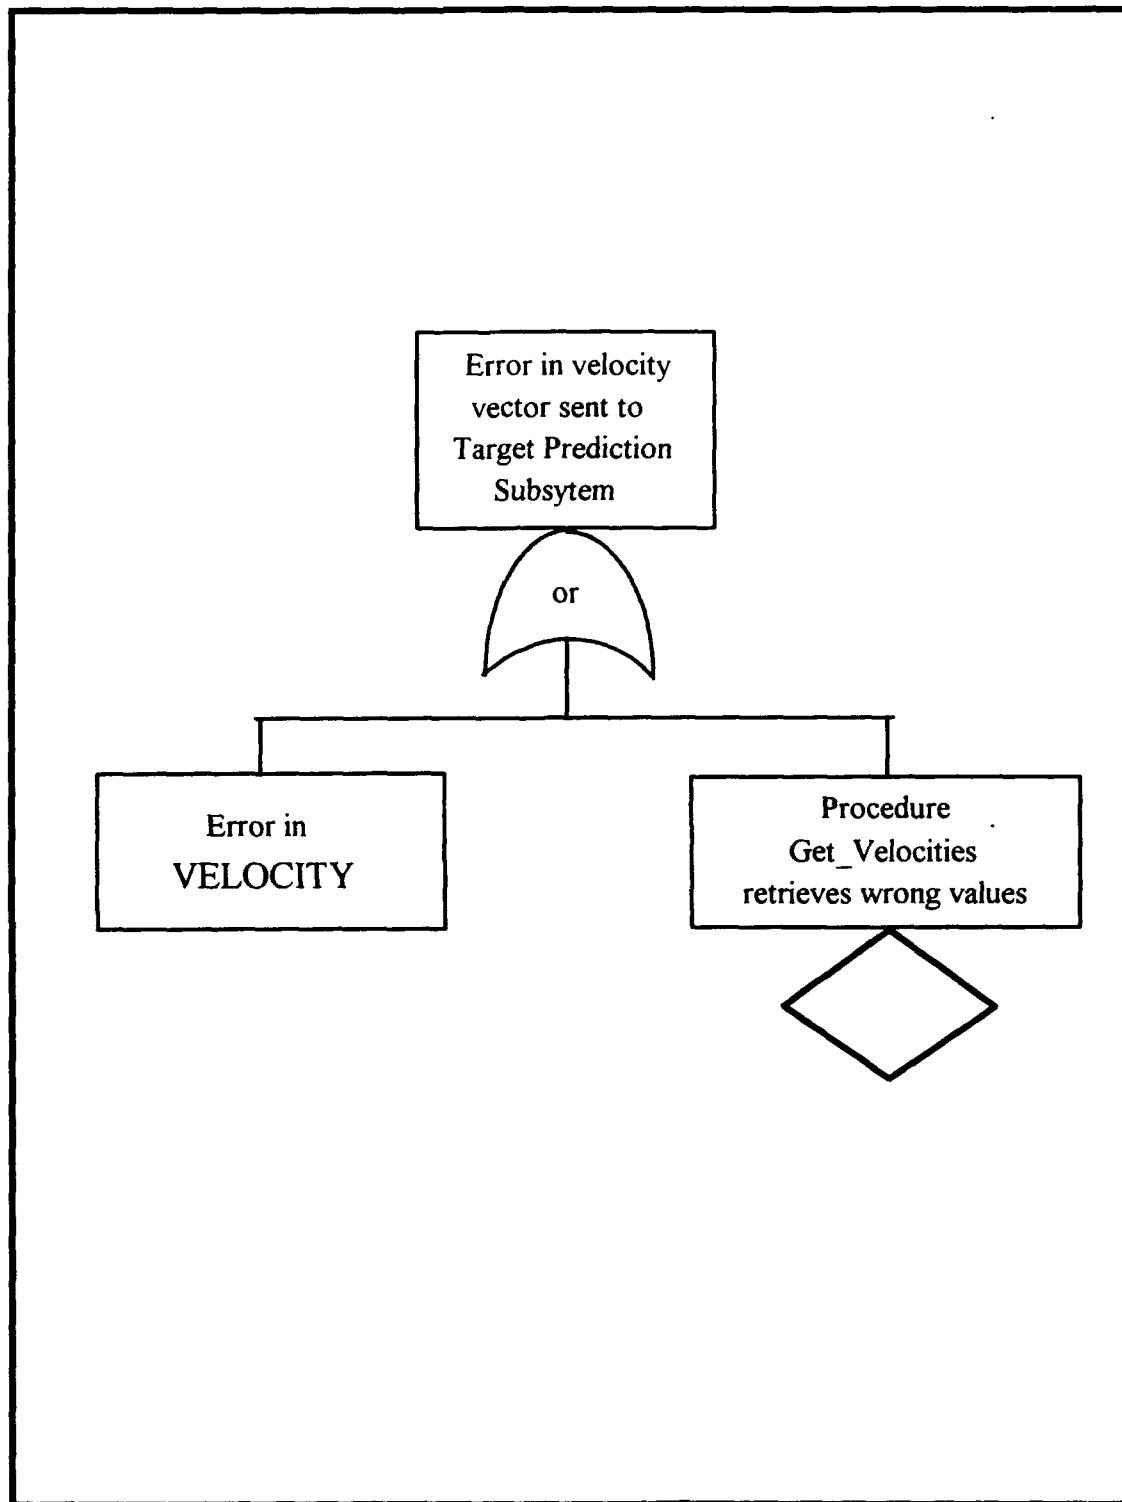 Error in velocity
vector sent to
Target Prediction
Subsytem
or
Error in
VELOCITY
Procedure
Get_Velocities
retrieves wrong values